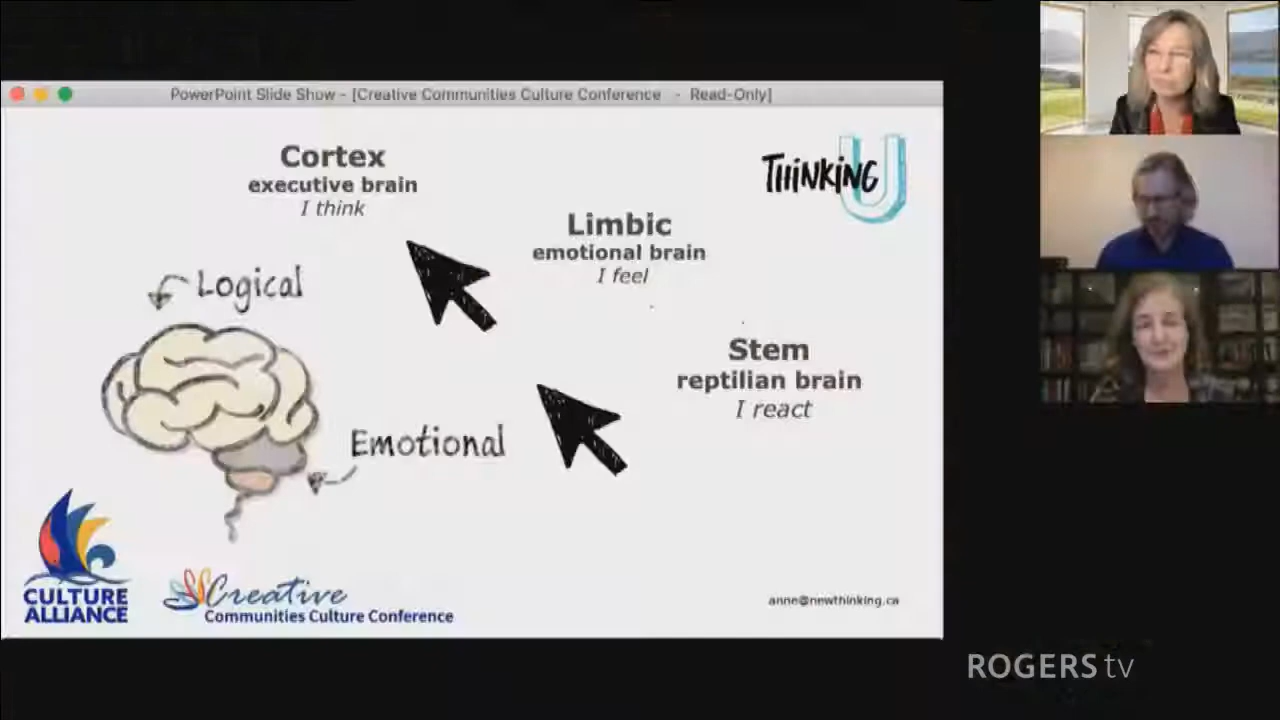 PowerPoint Slide Show - [Creative Communities Culture Conference - Read-Only]
Cortex
executive brain
I think
THiNKiNG U
Limbic
emotional brain
I feel
Logical
Stem
reptilian brain
I react
Emotional
CULTURE
ALLIANCE
Creative
Communities Culture Conference
anne@newthinking.ca
ROGERS tv